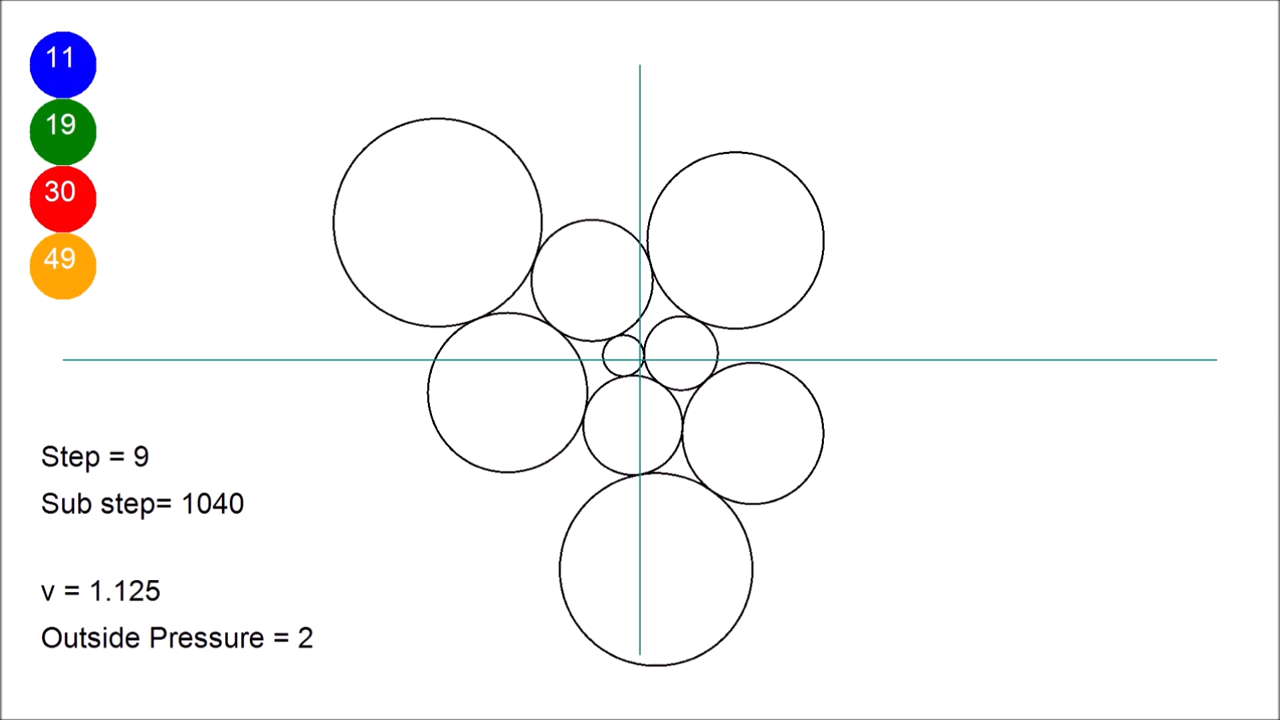 11
19
30
49
Step = 9
Sub step= 1040
v = 1.125
Outside Pressure = 2